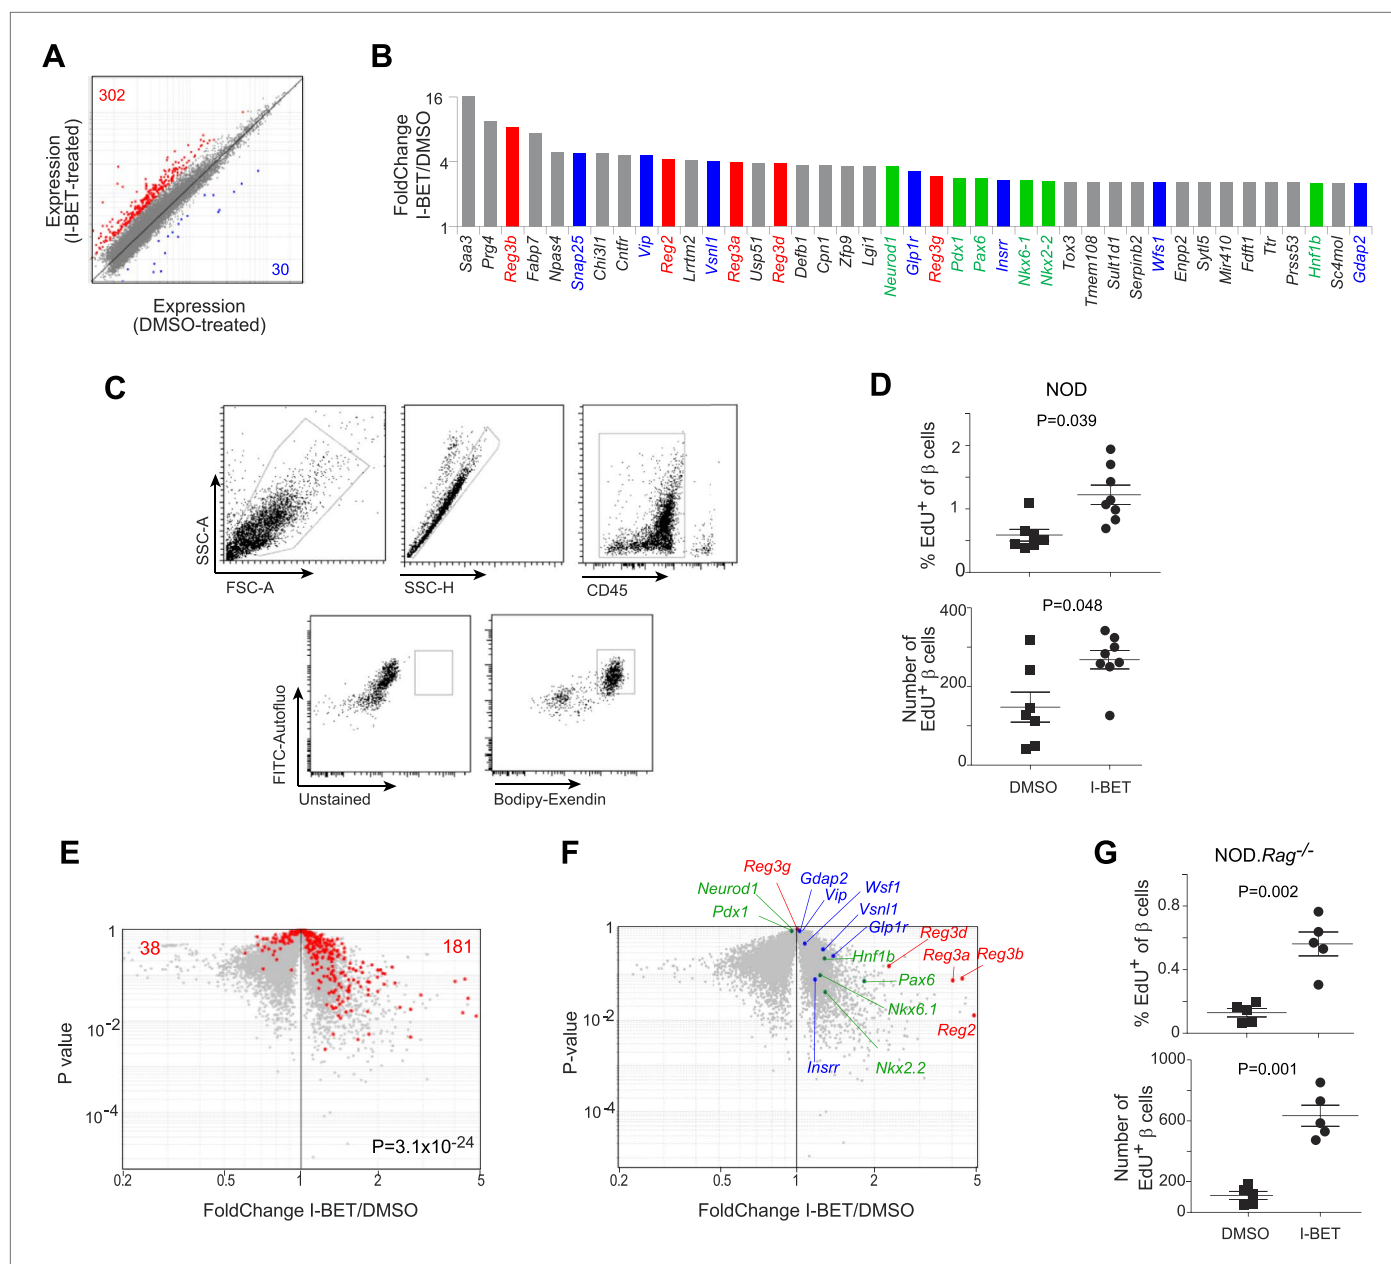 A
302
30
Expression
(I-BET-treated)
Expression
(DMSO-treated)
B
FoldChange
I-BET/DMSO
16
4
1
Saa3
Prg4
Reg3b
Fabp7
Npas4
Snap25
Chi3l1
Cntfr
Vip
Reg2
Lrrtm2
Vsnl1
Reg3a
Usp51
Reg3d
Defb1
Cpn1
Zfp9
Lgi1
Neurod1
Glp1r
Reg3g
Pdx1
Pax6
Insrr
Nkx6-1
Nkx2-2
Tox3
Tmem108
Sult1d1
Serpinb2
Wfs1
Enpp2
Sytl5
Mir410
Fdft1
Ttr
Prss53
Hnf1b
Sc4mol
Gdap2
C
SSC-A
FSC-A
SSC-H
CD45
FITC-Autofluo
Unstained
Bodipy-Exendin
D
NOD
P=0.039
% EdU+ of β cells
2
1
0
P=0.048
Number of
EdU+ β cells
400
200
0
DMSO
I-BET
E
38
181
P value
1
10-2
10-4
P=3.1x10-24
0.2
0.5
1
2
5
FoldChange I-BET/DMSO
F
Reg3g
Gdap2
Vip
Wsf1
Neurod1
Vsnl1
Pdx1
Glp1r
Reg3d
Hnf1b
Reg3a
Reg3b
Pax6
Nkx6.1
Reg2
Insrr
Nkx2.2
P-value
1
10-2
10-4
0.2
0.5
1
2
5
FoldChange I-BET/DMSO
G
NOD.Rag-/-
P=0.002
% EdU+ of β cells
0.8
0.4
0
P=0.001
Number of
EdU+ β cells
1000
600
200
0
DMSO
I-BET